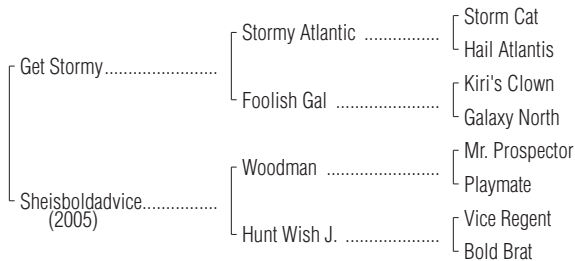 Storm Cat
Stormy Atlantic ..................
Hail Atlantis
Get Stormy...........................
Kiri's Clown
Foolish Gal .........................
Galaxy North
Mr. Prospector
Woodman ...........................
Playmate
Sheisboldadvice..................
(2005)
Vice Regent
Hunt Wish J. ......................
Bold Brat